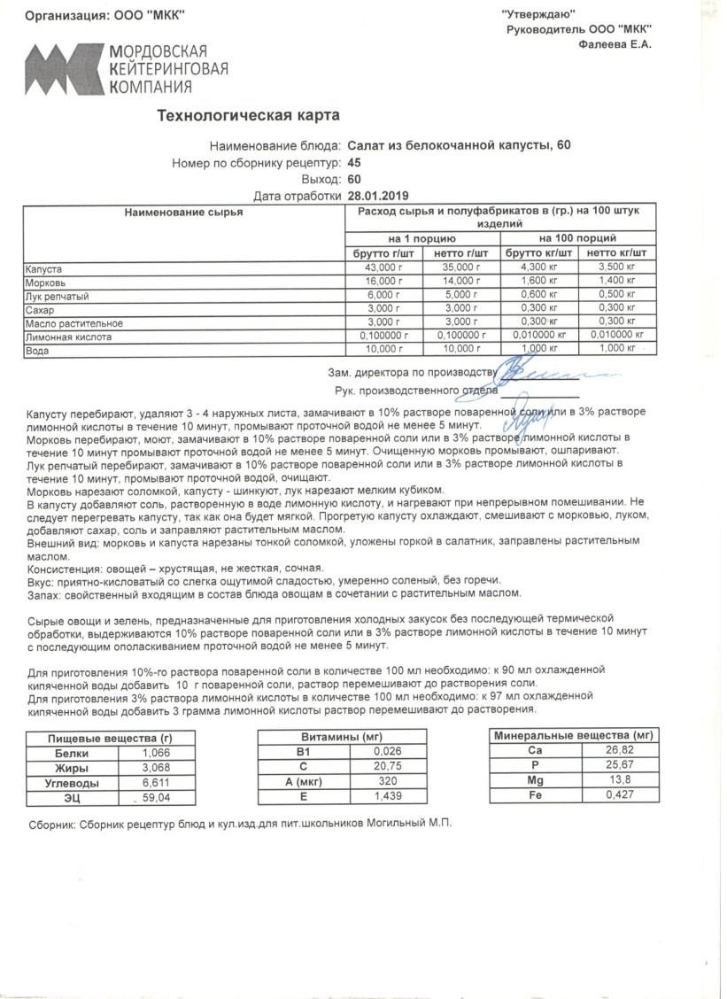 Организация: ООО "МКК"
"Утверждаю"
Руководитель ООО "МКК"
Фалеева Е.А.
МОРДОВСКАЯ
КЕЙТЕРИНГОВАЯ
КОМПАНИЯ
Технологическая карта
Наименование блюда: Салат из белокочанной капусты, 60
Номер по сборнику рецептур: 45
Выход: 60
Дата отработки 28.01.2019
Наименование сырья Расход сырья и полуфабрикатов в (гр.) на 100 штук
изделий
на 1 порцию на 100 порций
брутто г/шт нетто г/шт брутто кг/шт нетто кг/шт
Капуста 43,000 г 35,000 г 4,300 кг 3,500 кг
Морковь 16,000 г 14,000 г 1,600 кг 1,400 кг
Лук репчатый 6,000 г 5,000 г 0,600 кг 0,500 кг
Сахар 3,000 г 3,000 г 0,300 кг 0,300 кг
Масло растительное 3,000 г 3,000 г 0,300 кг 0,300 кг
Лимонная кислота 0,100000 г 0,100000 г 0,010000 кг 0,010000 кг
Вода 10,000 г 10,000 г 1,000 кг 1,000 кг
Зам. директора по производству
Рук. производственного отдела
Капусту перебирают, удаляют 3 - 4 наружных листа, замачивают в 10% растворе поваренной соли или в 3% растворе
лимонной кислоты в течение 10 минут, промывают проточной водой не менее 5 минут.
Морковь перебирают, моют, замачивают в 10% растворе поваренной соли или в 3% растворе лимонной кислоты в
течение 10 минут промывают проточной водой не менее 5 минут. Очищенную морковь промывают, ошпаривают.
Лук репчатый перебирают, замачивают в 10% растворе поваренной соли или в 3% растворе лимонной кислоты в
течение 10 минут, промывают проточной водой, очищают.
Морковь нарезают соломкой, капусту - шинкуют, лук нарезают мелким кубиком.
В капусту добавляют соль, растворенную в воде лимонную кислоту, и нагревают при непрерывном помешивании. Не
следует перегревать капусту, так как она будет мягкой. Прогретую капусту охлаждают, смешивают с морковью, луком,
добавляют сахар, соль и заправляют растительным маслом.
Внешний вид: морковь и капуста нарезаны тонкой соломкой, уложены горкой в салатник, заправлены растительным
маслом.
Консистенция: овощей – хрустящая, не жесткая, сочная.
Вкус: приятно-кисловатый со слегка ощутимой сладостью, умеренно соленый, без горечи.
Запах: свойственный входящим в состав блюда овощам в сочетании с растительным маслом.
Сырые овощи и зелень, предназначенные для приготовления холодных закусок без последующей термической
обработки, выдерживаются 10% растворе поваренной соли или в 3% растворе лимонной кислоты в течение 10 минут
с последующим ополаскиванием проточной водой не менее 5 минут.
Для приготовления 10%-го раствора поваренной соли в количестве 100 мл необходимо: к 90 мл охлажденной
кипяченной воды добавить 10 г поваренной соли, раствор перемешивают до растворения соли.
Для приготовления 3% раствора лимонной кислоты в количестве 100 мл необходимо: к 97 мл охлажденной
кипяченной воды добавить 3 грамма лимонной кислоты раствор перемешивают до растворения.
Пищевые вещества (г)
Белки 1,066
Жиры 3,068
Углеводы 6,611
ЭЦ 59,04
Витамины (мг)
B1 0,026
C 20,75
А (мкг) 320
E 1,439
Минеральные вещества (мг)
Ca 26,82
P 25,67
Mg 13,8
Fe 0,427
Сборник: Сборник рецептур блюд и кул.изд.для пит.школьников Могильный М.П.